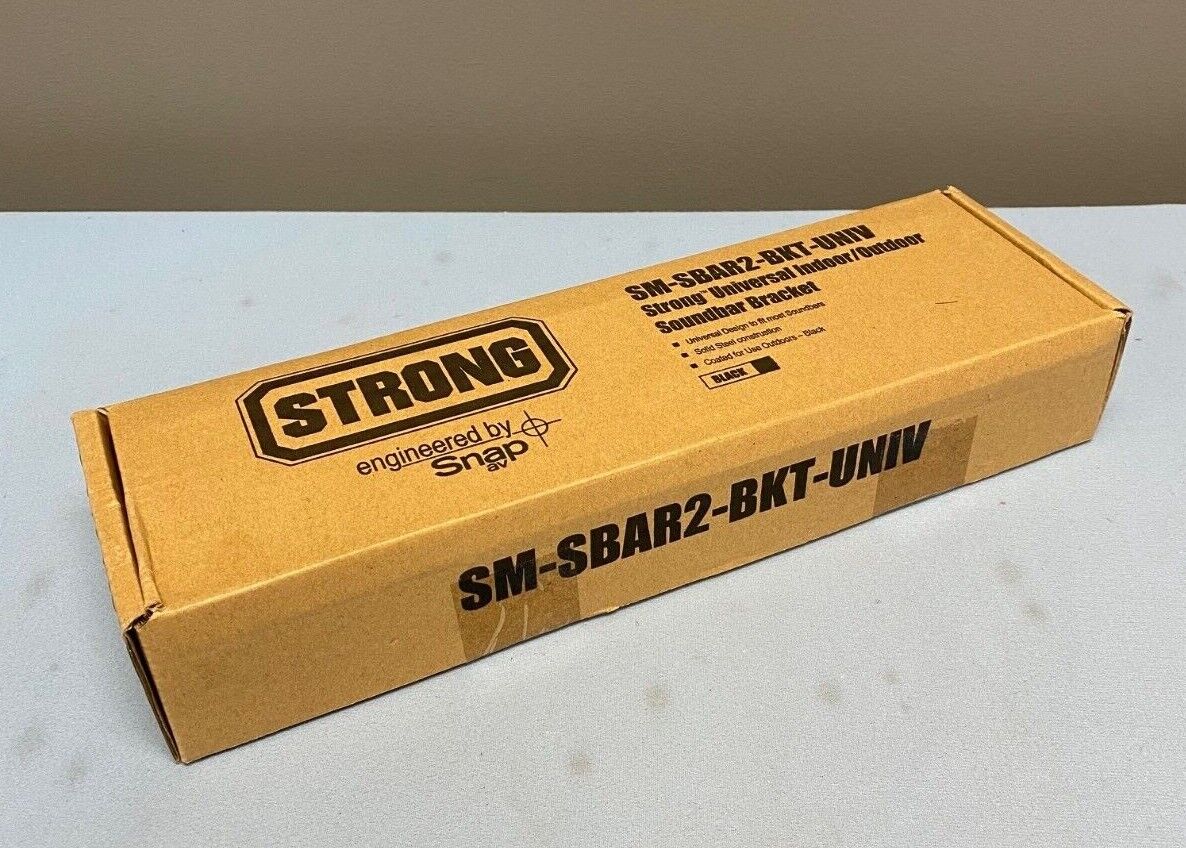 STRONG
engineered by
Snap
av
SM-SBAR2-BKT-UNIV
Strong™ Universal Indoor/Outdoor
Soundbar Bracket
■ Universal Design to fit most Soundbars
■ Solid Steel construction
■ Coated for Use Outdoors – Black
BLACK
SM-SBAR2-BKT-UNIV